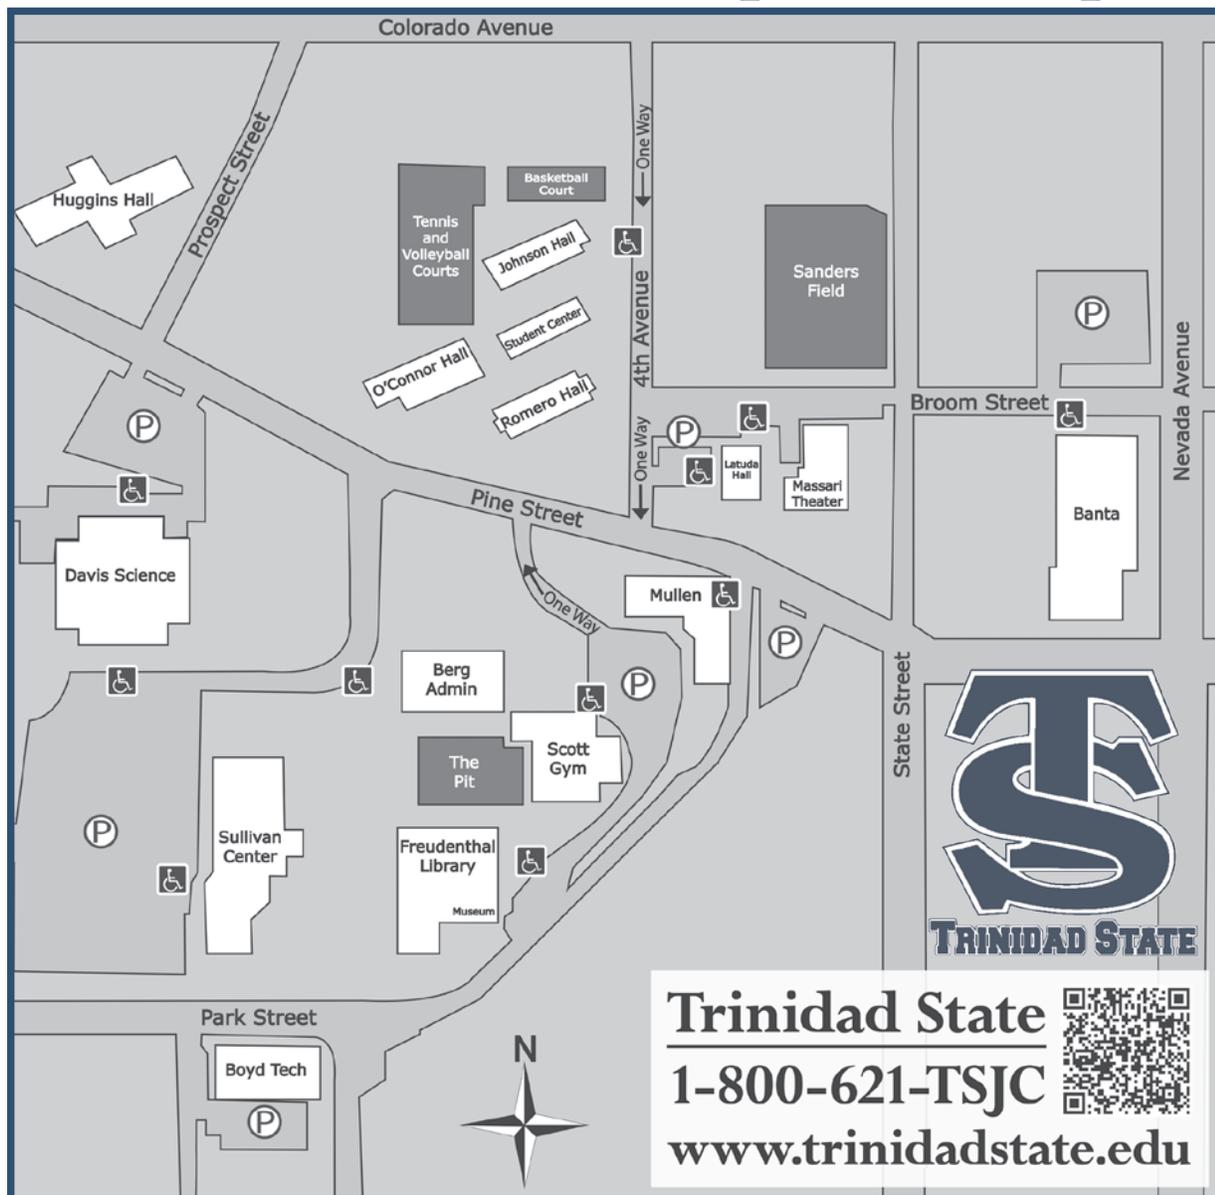 Colorado Avenue
Prospect Street
One Way
Huggins Hall
Basketball
Court
Tennis
and
Volleyball
Courts
Johnson Hall
Student Center
O'Connor Hall
Romero Hall
4th Avenue
Sanders
Field
P
Nevada Avenue
Broom Street
P
P
One Way
Latuda
Hall
Massari
Theater
Pine Street
Banta
Davis Science
One Way
Mullen
P
Berg
Admin
P
State Street
The
Pit
Scott
Gym
P
Sullivan
Center
Freudenthal
Library
Museum
TS
TRINIDAD STATE
Park Street
Boyd Tech
P
N
Trinidad State
1-800-621-TSJC
www.trinidadstate.edu